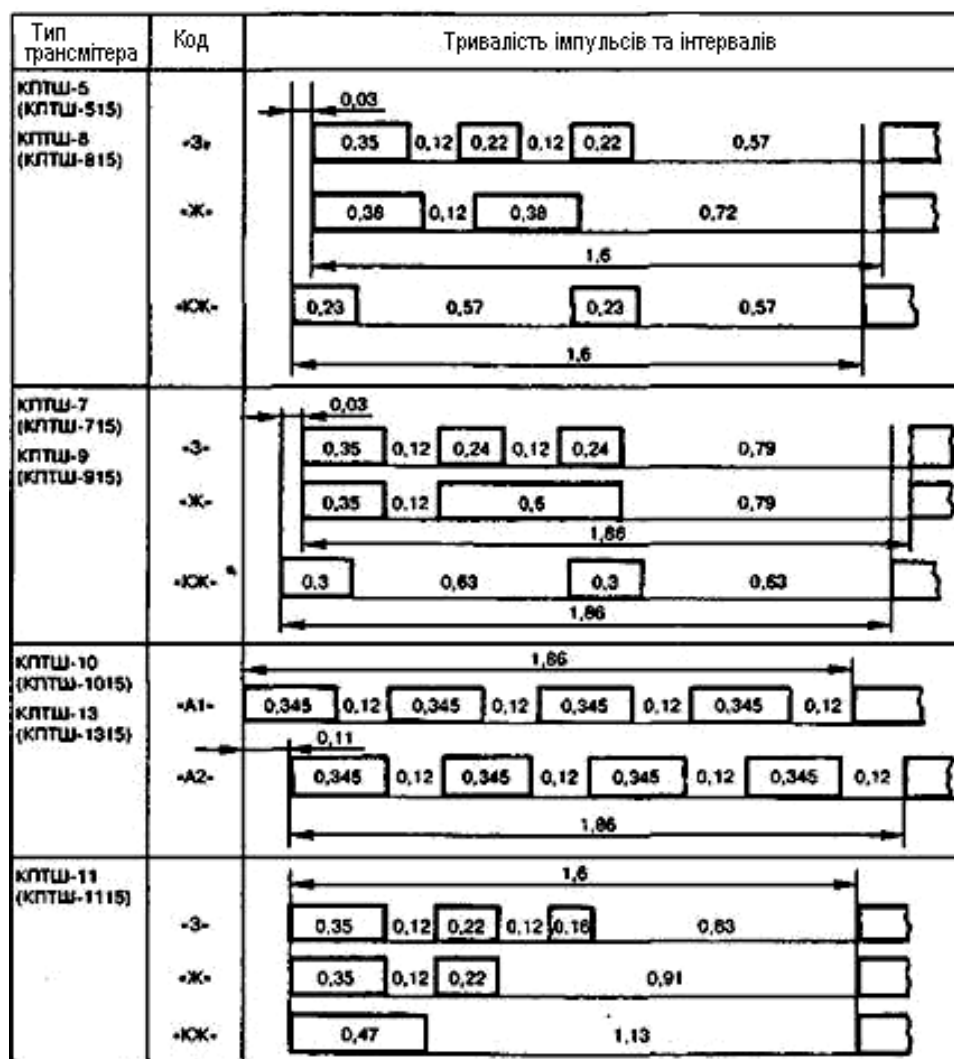 Тип трансмітера
Код
Тривалість імпульсів та інтервалів
КПТШ-5
(КПТШ-515)
КПТШ-8
(КПТШ-815)
0,03
«З»
0,35 0,12 0,22 0,12 0,22 0,57
«Ж»
0,38 0,12 0,38 0,72
1,6
«КЖ»
0,23 0,57 0,23 0,57
1,6
КПТШ-7
(КПТШ-715)
КПТШ-9
(КПТШ-915)
0,03
«З»
0,35 0,12 0,24 0,12 0,24 0,79
«Ж»
0,35 0,12 0,6 0,79
1,86
«КЖ»
0,3 0,63 0,3 0,63
1,86
КПТШ-10
(КПТШ-1015)
КПТШ-13
(КПТШ-1315)
1,86
«А1»
0,345 0,12 0,345 0,12 0,345 0,12 0,345 0,12
0,11
«А2»
0,345 0,12 0,345 0,12 0,345 0,12 0,345 0,12
1,86
КПТШ-11
(КПТШ-1115)
1,6
«З»
0,35 0,12 0,22 0,12 0,16 0,63
«Ж»
0,35 0,12 0,22 0,91
«КЖ»
0,47 1,13